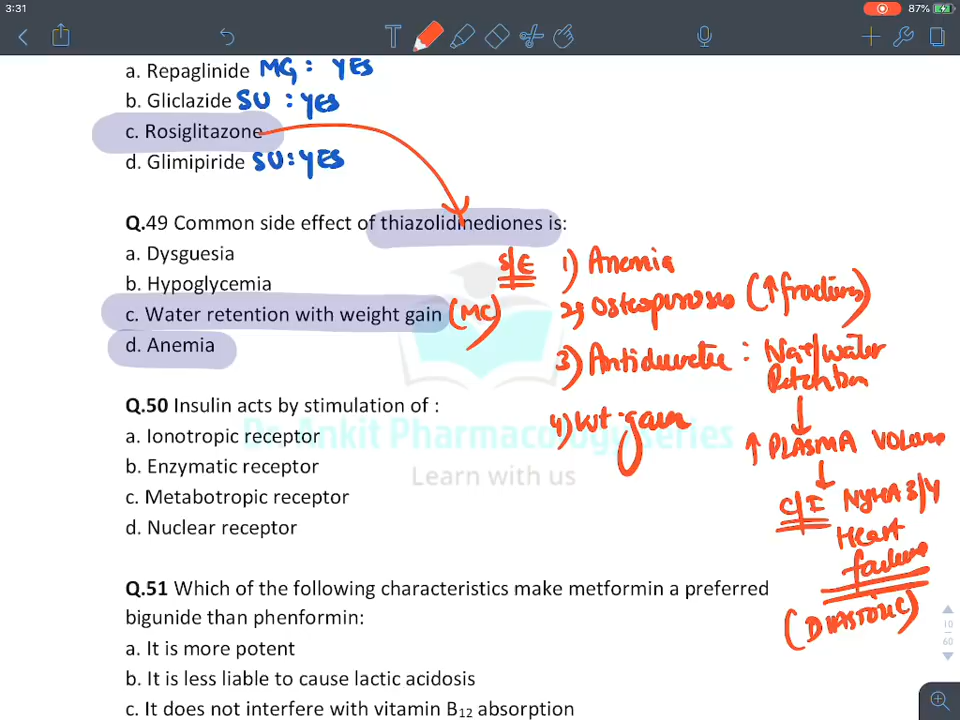 3:31
87%
T
a. Repaglinide MG : YES
b. Gliclazide SU : YES
c. Rosiglitazone
d. Glimipiride SU : YES
Q.49 Common side effect of thiazolidinediones is:
a. Dysguesia
b. Hypoglycemia
c. Water retention with weight gain (MC)
d. Anemia
S/E 1) Anemia
2) Osteoporosis (↑ fractures)
3) Antidiuretic : Na+/water
Retention
4) Wt. gain
↓
↑ PLASMA VOLUME
↓
C/I NYHA 3/4
Heart
failure
(DIASTOLIC)
Q.50 Insulin acts by stimulation of :
a. Ionotropic receptor
b. Enzymatic receptor
c. Metabotropic receptor
d. Nuclear receptor
Dr. Ankit Pharmacology Series
Learn with us
Q.51 Which of the following characteristics make metformin a preferred
bigunide than phenformin:
a. It is more potent
b. It is less liable to cause lactic acidosis
c. It does not interfere with vitamin B12 absorption
10
60